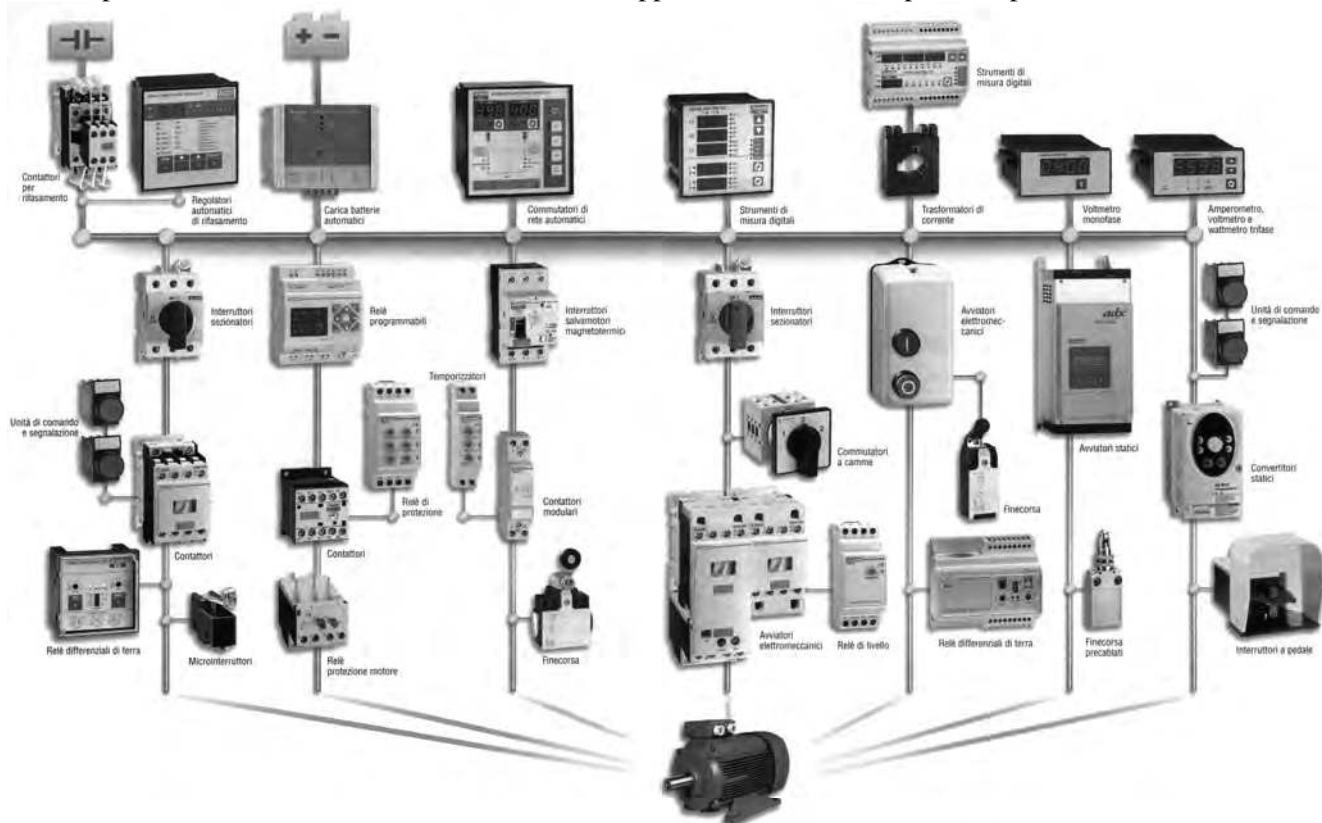 Strumenti di
misura digitali
Contattori
per
rifasamento
Regolatori
automatici
di rifasamento
Carica batterie
automatici
Commutatori di
rete automatici
Strumenti di
misura digitali
Trasformatori di
corrente
Voltmetro
monofase
Amperometro,
voltmetro e
wattmetro trifase
Interruttori
sezionatori
Relè
programmabili
Interruttori
salvamotori
magnetotermici
Interruttori
sezionatori
Avviatori
elettromec-
canici
Unità di comando
e segnalazione
Temporizzatori
Unità di comando
e segnalazione
Commutatori
a camme
Avviatori statici
Convertitori
statici
Relè di
protezione
Contattori
modulari
Finecorsa
Contattori
Contattori
Relè differenziali di terra
Microinterruttori
Relè
protezione motore
Finecorsa
Avviatori
elettromeccanici
Relè di livello
Relè differenziali di terra
Finecorsa
precablati
Interruttori a pedale